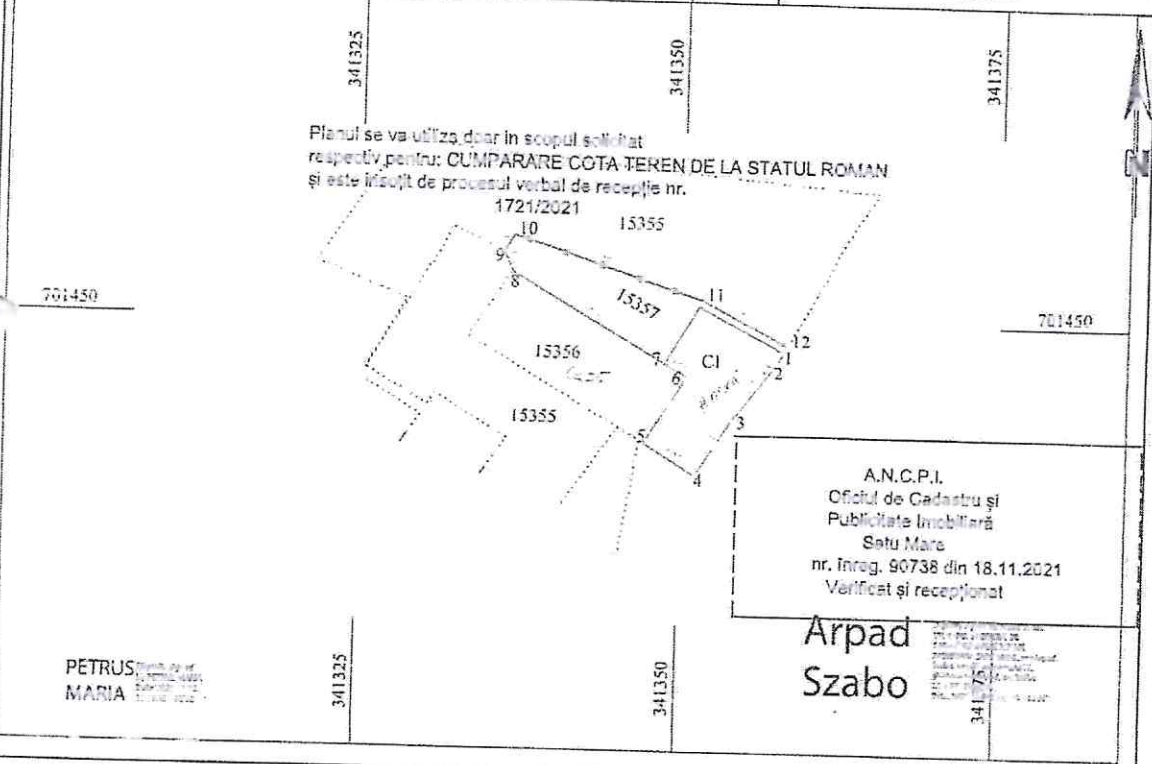 341325
341350
341375
N
Planul se va utiliza doar in scopul solicitat
respectiv pentru: CUMPARARE COTA TEREN DE LA STATUL ROMAN
și este însoțit de procesul verbal de recepție nr.
1721/2021
10
15355
9
8
701450
15357
11
701450
12
1
15356
7
C1
2
6
15355
3
5
4
A.N.C.P.I.
Oficiul de Cadastru și
Publicitate Imobiliară
Satu Mare
nr. înreg. 90738 din 18.11.2021
Verificat și recepționat
Arpad
Szabo
PETRUS
MARIA
341325
341350
341375